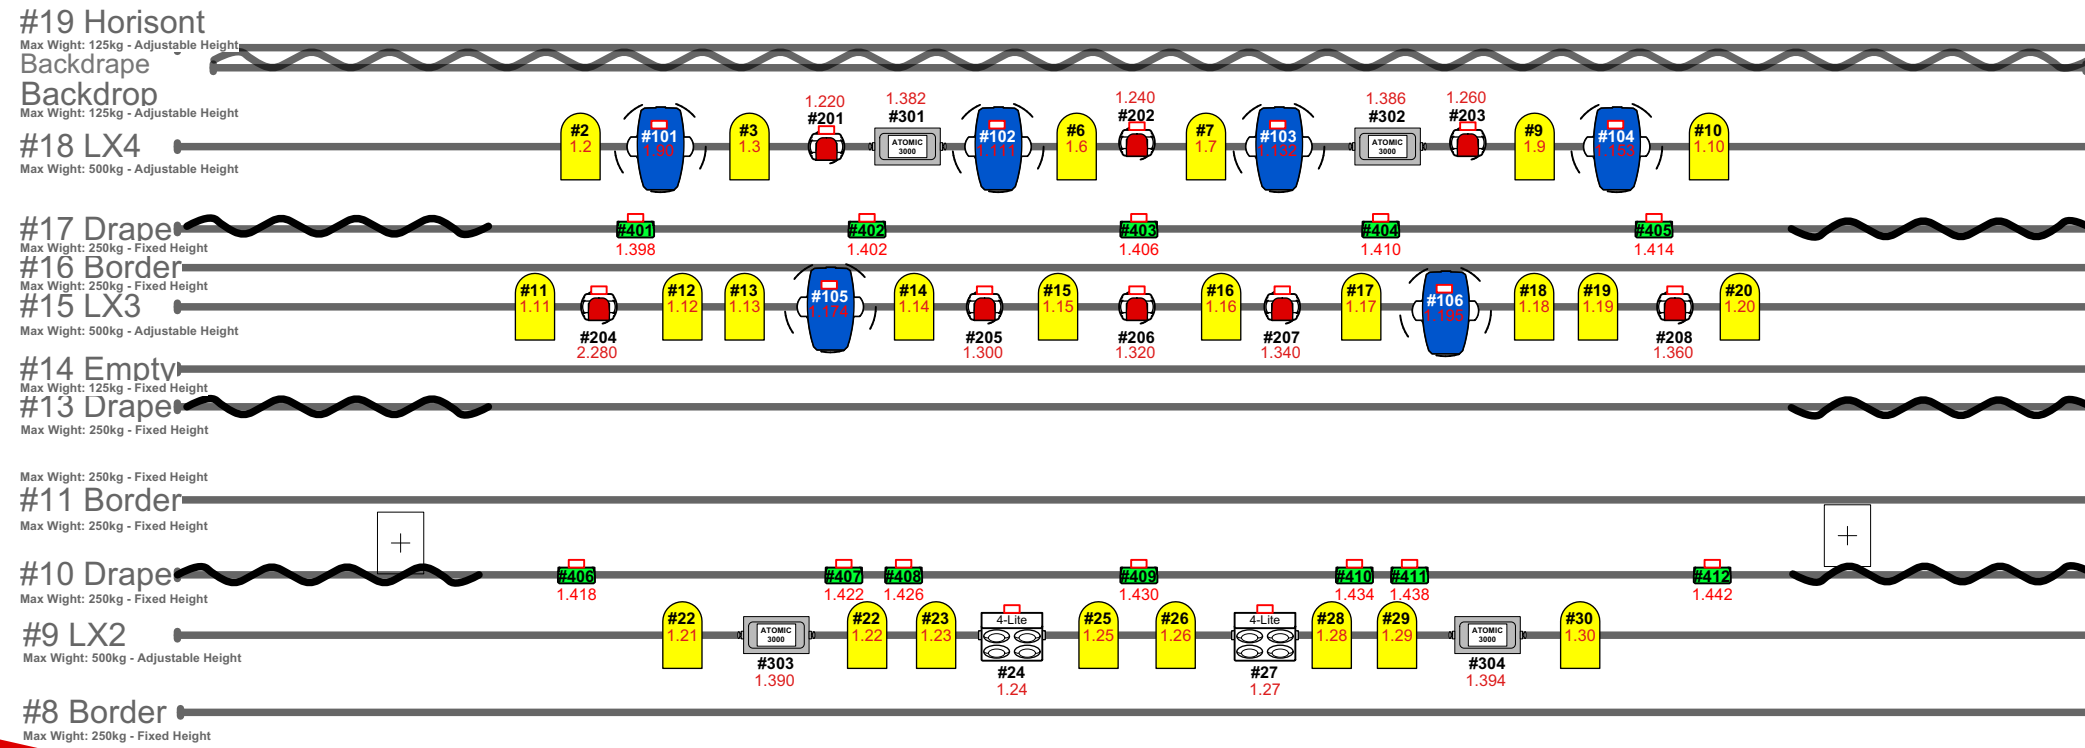 #19 Horisont
Max Wight: 125kg - Adjustable Height
Backdrape
Backdrop
Max Wight: 125kg - Adjustable Height
1.220 1.382 1.240 1.386 1.260
#201 #301 #202 #302 #203
#2 #101 #3 #102 #6 #7 #103 #9 #104 #10
#18 LX4
1.2 1.90 1.3 ATOMIC 3000 1.111 1.6 1.7 1.132 ATOMIC 3000 1.9 1.153 1.10
Max Wight: 500kg - Adjustable Height
#17 Drape #401 #402 #403 #404 #405
Max Wight: 250kg - Fixed Height
1.398 1.402 1.406 1.410 1.414
#16 Border
Max Wight: 250kg - Fixed Height
#11 #12 #13 #105 #14 #15 #16 #17 #106 #18 #19 #20
#15 LX3
1.11 1.12 1.13 1.174 1.14 1.15 1.16 1.17 1.195 1.18 1.19 1.20
Max Wight: 500kg - Adjustable Height
#204 #205 #206 #207 #208
2.280 1.300 1.320 1.340 1.360
#14 Empty
Max Wight: 125kg - Fixed Height
#13 Drape
Max Wight: 250kg - Fixed Height
Max Wight: 250kg - Fixed Height
#11 Border
Max Wight: 250kg - Fixed Height
#10 Drape #406 #407 #408 #409 #410 #411 #412
1.418 1.422 1.426 1.430 1.434 1.438 1.442
Max Wight: 250kg - Fixed Height
#22 #22 #23 4-Lite #25 #26 4-Lite #28 #29 #30
#9 LX2
1.21 ATOMIC 3000 1.22 1.23 1.25 1.26 1.28 1.29 ATOMIC 3000 1.30
Max Wight: 500kg - Adjustable Height
#303 #24 #27 #304
1.390 1.24 1.27 1.394
#8 Border
Max Wight: 250kg - Fixed Height